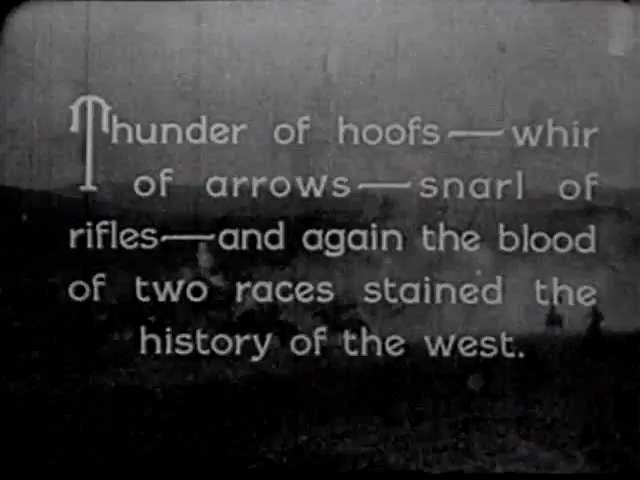 Thunder of hoofs—whir
of arrows—snarl of
rifles—and again the blood
of two races stained the
history of the west.